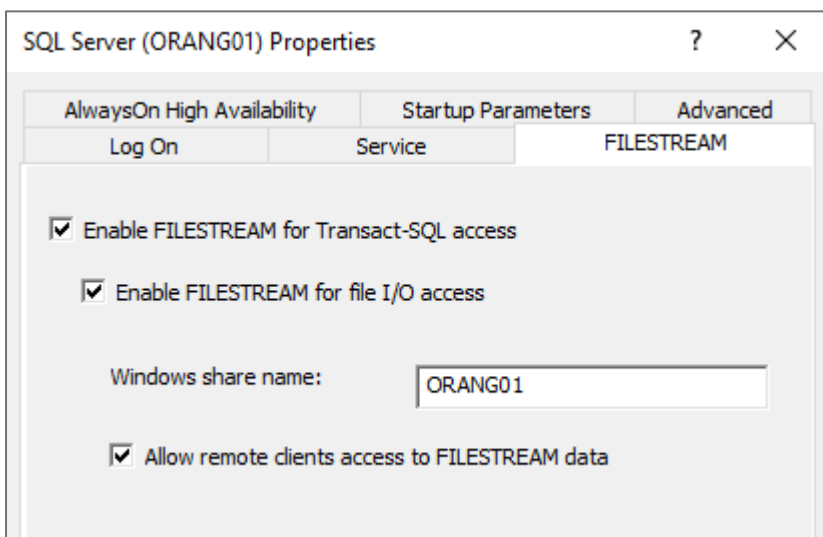 SQL Server (ORANG01) Properties ? ×
AlwaysOn High Availability Startup Parameters Advanced
Log On Service FILESTREAM
Enable FILESTREAM for Transact-SQL access
Enable FILESTREAM for file I/O access
Windows share name: ORANG01
Allow remote clients access to FILESTREAM data